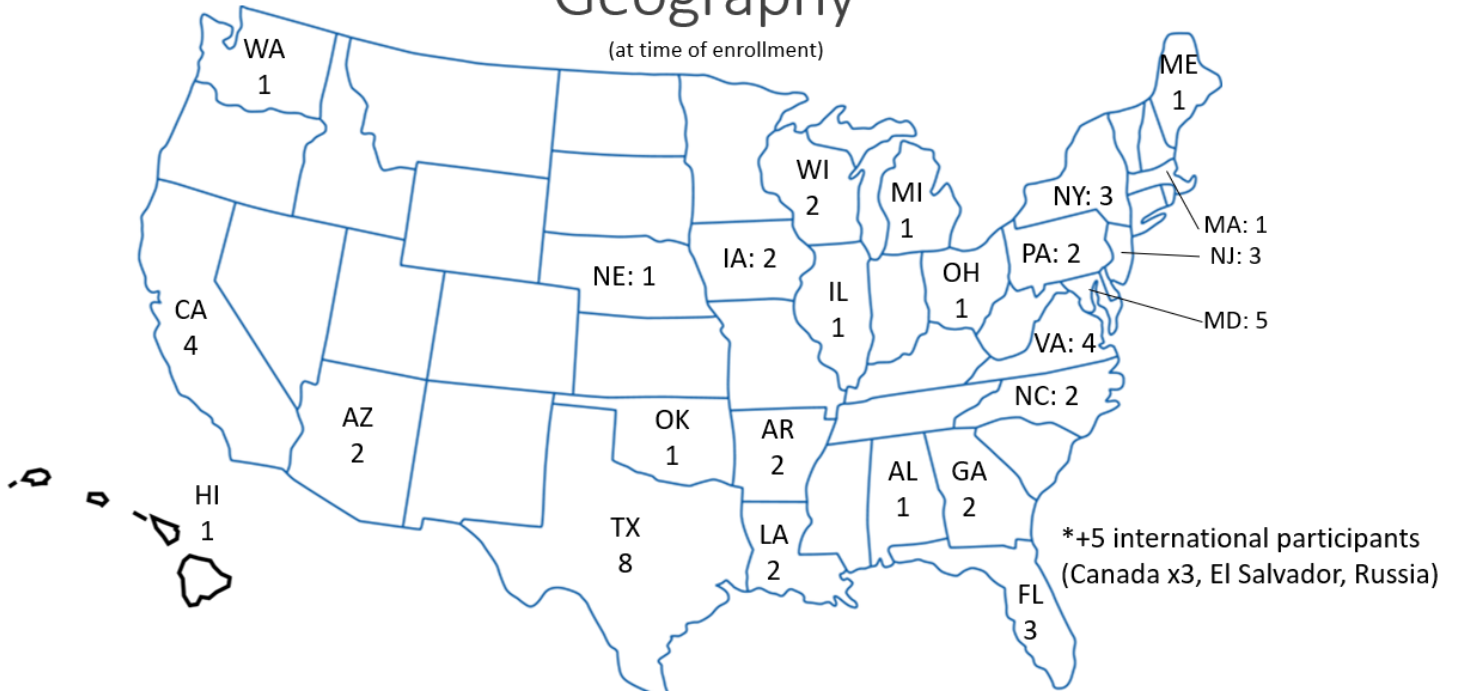 Geography
(at time of enrollment)
WA
1
ME
1
WI
2
MI
1
NY: 3
MA: 1
NJ: 3
PA: 2
IA: 2
NE: 1
OH
1
IL
1
MD: 5
CA
4
VA: 4
NC: 2
AZ
2
OK
1
AR
2
AL
1
GA
2
HI
1
TX
8
LA
2
*+5 international participants
(Canada x3, El Salvador, Russia)
FL
3